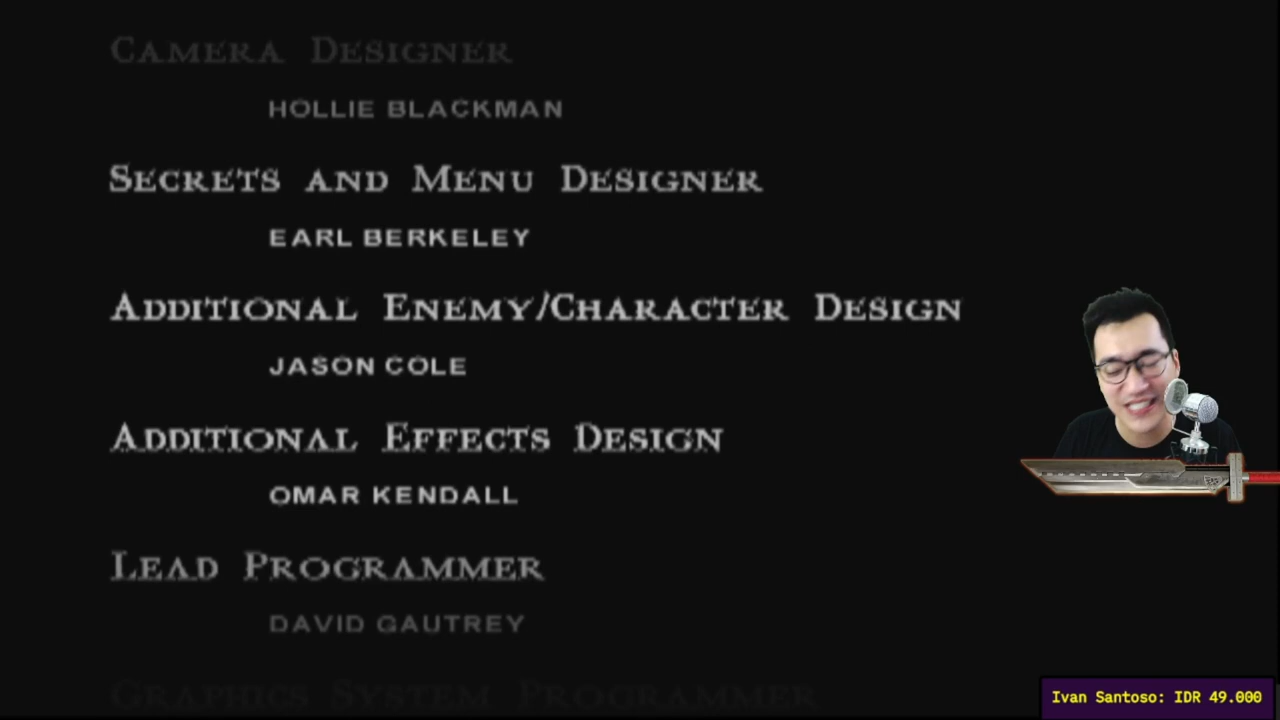 CAMERA DESIGNER
HOLLIE BLACKMAN
SECRETS AND MENU DESIGNER
EARL BERKELEY
ADDITIONAL ENEMY/CHARACTER DESIGN
JASON COLE
ADDITIONAL EFFECTS DESIGN
OMAR KENDALL
LEAD PROGRAMMER
DAVID GAUTREY
GRAPHICS SYSTEM PROGRAMMER
Ivan Santoso: IDR 49.000